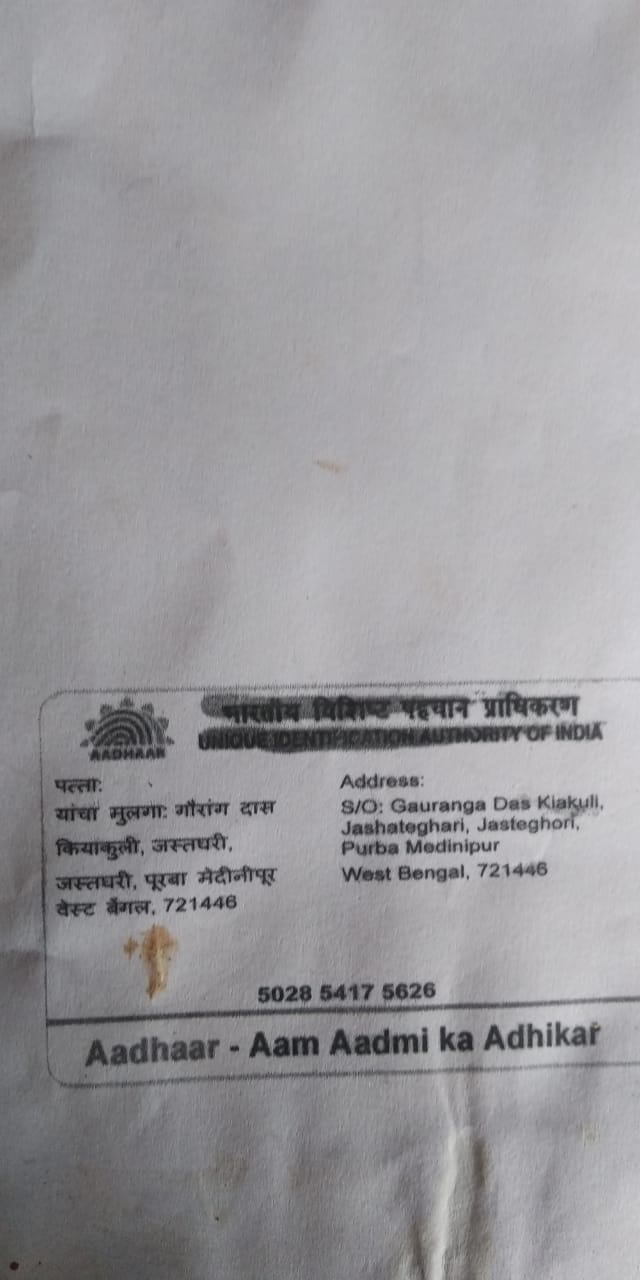 AADHAAR
भारतीय विशिष्ट पहचान प्राधिकरण
UNIQUE IDENTIFICATION AUTHORITY OF INDIA
पत्ता:
यांचा मुलगा: गौरांग दास
कियाकुली, जस्तघरी,
जस्तघरी, पूरबा मेदीनीपूर
वेस्ट बेंगाल, 721446
Address:
S/O: Gauranga Das Kiakuli,
Jashateghari, Jasteghori,
Purba Medinipur
West Bengal, 721446
5028 5417 5626
Aadhaar - Aam Aadmi ka Adhikar